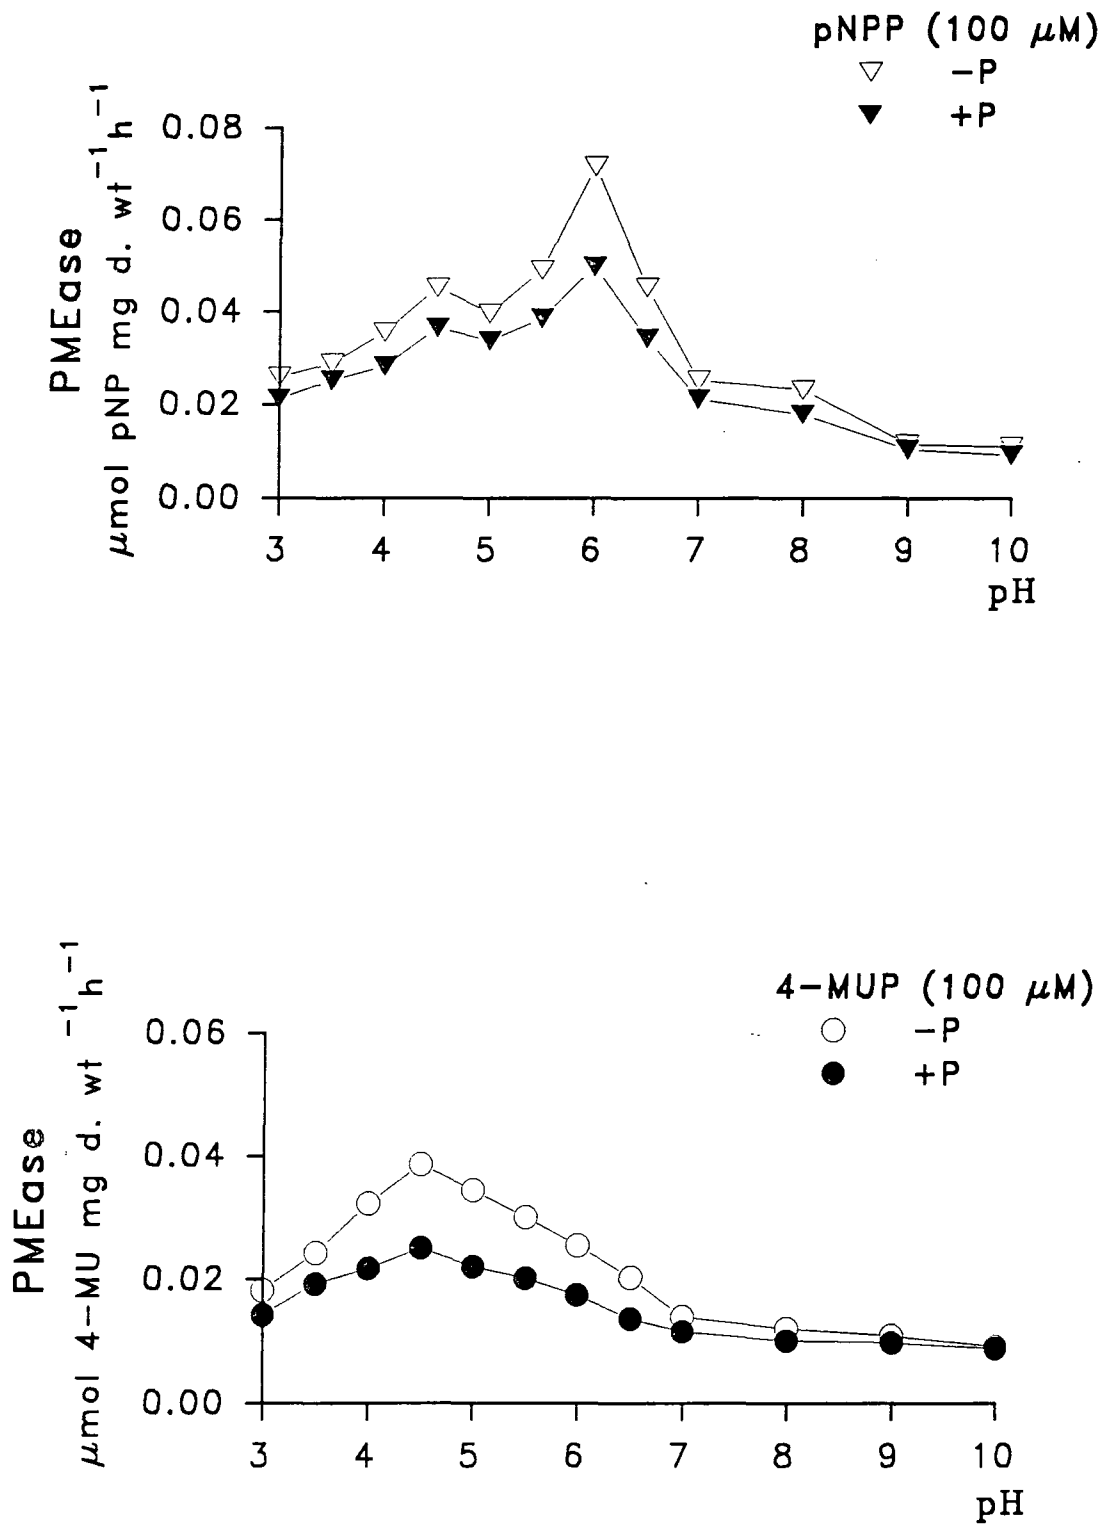 pNPP (100 μM)
-P
+P
PMEase
μmol pNP mg d. wt⁻¹h⁻¹
0.08
0.06
0.04
0.02
0.00
3 4 5 6 7 8 9 10
pH
4-MUP (100 μM)
-P
+P
PMEase
μmol 4-MU mg d. wt⁻¹h⁻¹
0.06
0.04
0.02
0.00
3 4 5 6 7 8 9 10
pH